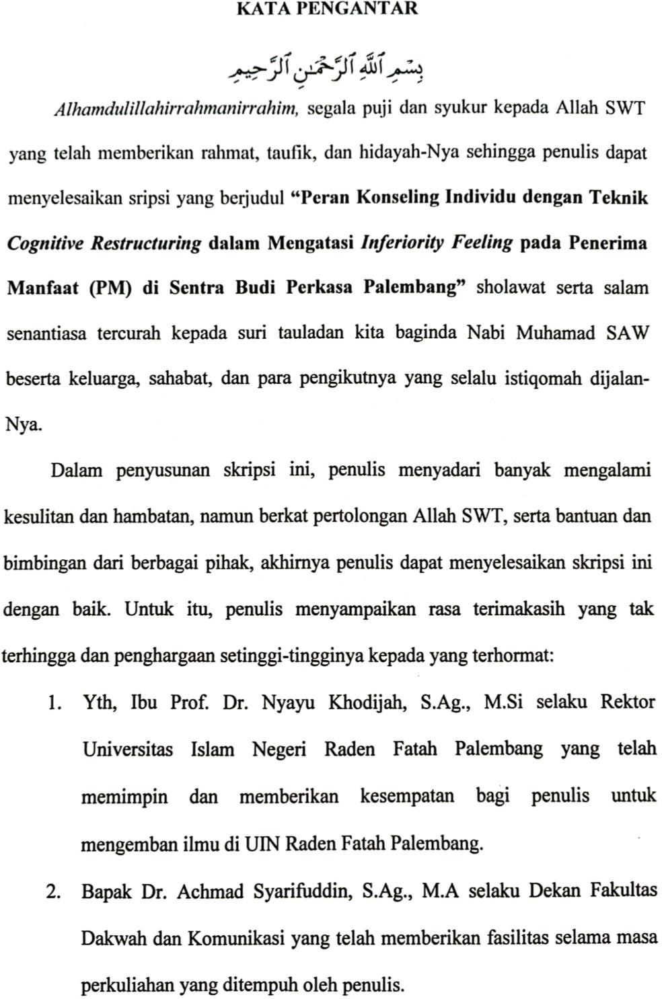 KATA PENGANTAR
بِسْمِ ٱللَّهِ ٱلرَّحْمَٰنِ ٱلرَّحِيمِ
Alhamdulillahirrahmanirrahim, segala puji dan syukur kepada Allah SWT
yang telah memberikan rahmat, taufik, dan hidayah-Nya sehingga penulis dapat
menyelesaikan sripsi yang berjudul “Peran Konseling Individu dengan Teknik
Cognitive Restructuring dalam Mengatasi Inferiority Feeling pada Penerima
Manfaat (PM) di Sentra Budi Perkasa Palembang” sholawat serta salam
senantiasa tercurah kepada suri tauladan kita baginda Nabi Muhamad SAW
beserta keluarga, sahabat, dan para pengikutnya yang selalu istiqomah dijalan-
Nya.
Dalam penyusunan skripsi ini, penulis menyadari banyak mengalami
kesulitan dan hambatan, namun berkat pertolongan Allah SWT, serta bantuan dan
bimbingan dari berbagai pihak, akhirnya penulis dapat menyelesaikan skripsi ini
dengan baik. Untuk itu, penulis menyampaikan rasa terimakasih yang tak
terhingga dan penghargaan setinggi-tingginya kepada yang terhormat:
1. Yth, Ibu Prof. Dr. Nyayu Khodijah, S.Ag., M.Si selaku Rektor
Universitas Islam Negeri Raden Fatah Palembang yang telah
memimpin dan memberikan kesempatan bagi penulis untuk
mengemban ilmu di UIN Raden Fatah Palembang.
2. Bapak Dr. Achmad Syarifuddin, S.Ag., M.A selaku Dekan Fakultas
Dakwah dan Komunikasi yang telah memberikan fasilitas selama masa
perkuliahan yang ditempuh oleh penulis.